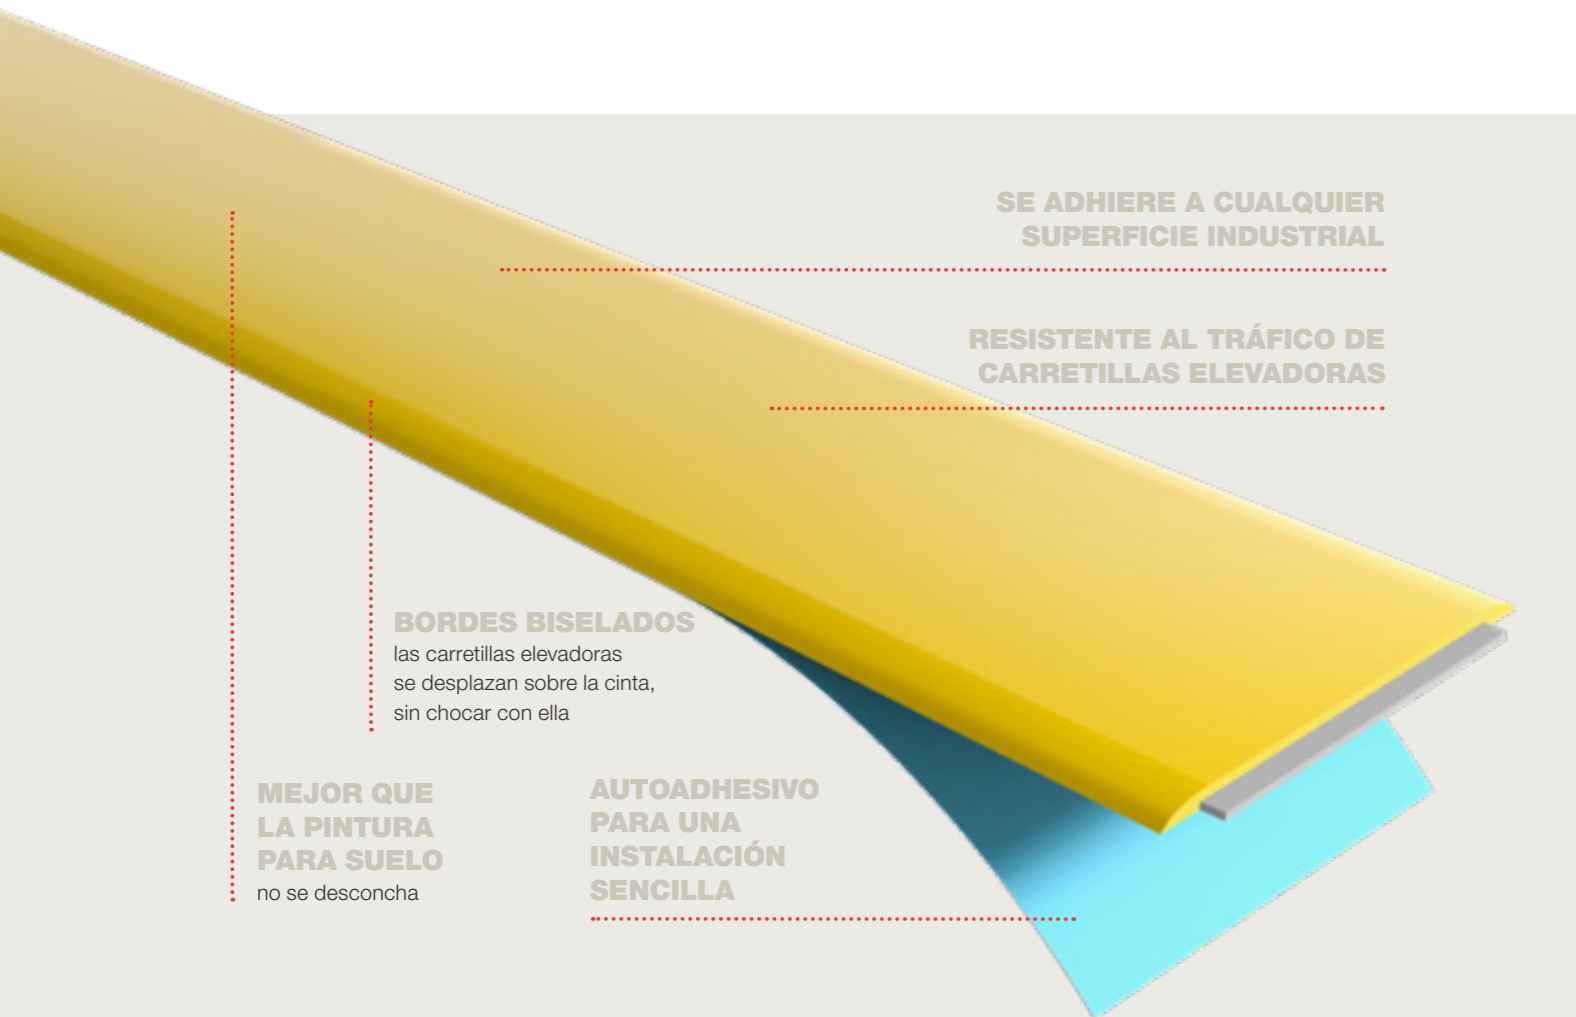 SE ADHIERE A CUALQUIER
SUPERFICIE INDUSTRIAL
RESISTENTE AL TRÁFICO DE
CARRETILLAS ELEVADORAS
BORDES BISELADOS
las carretillas elevadoras
se desplazan sobre la cinta,
sin chocar con ella
MEJOR QUE
LA PINTURA
PARA SUELO
no se desconcha
AUTOADHESIVO
PARA UNA
INSTALACIÓN
SENCILLA